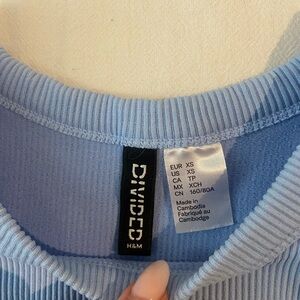 DIVIDED
H&M
EUR XS
US XS
CA TP
MX XCH
CN 160/80A
Made in
Cambodia
Fabriqué au
Cambodge